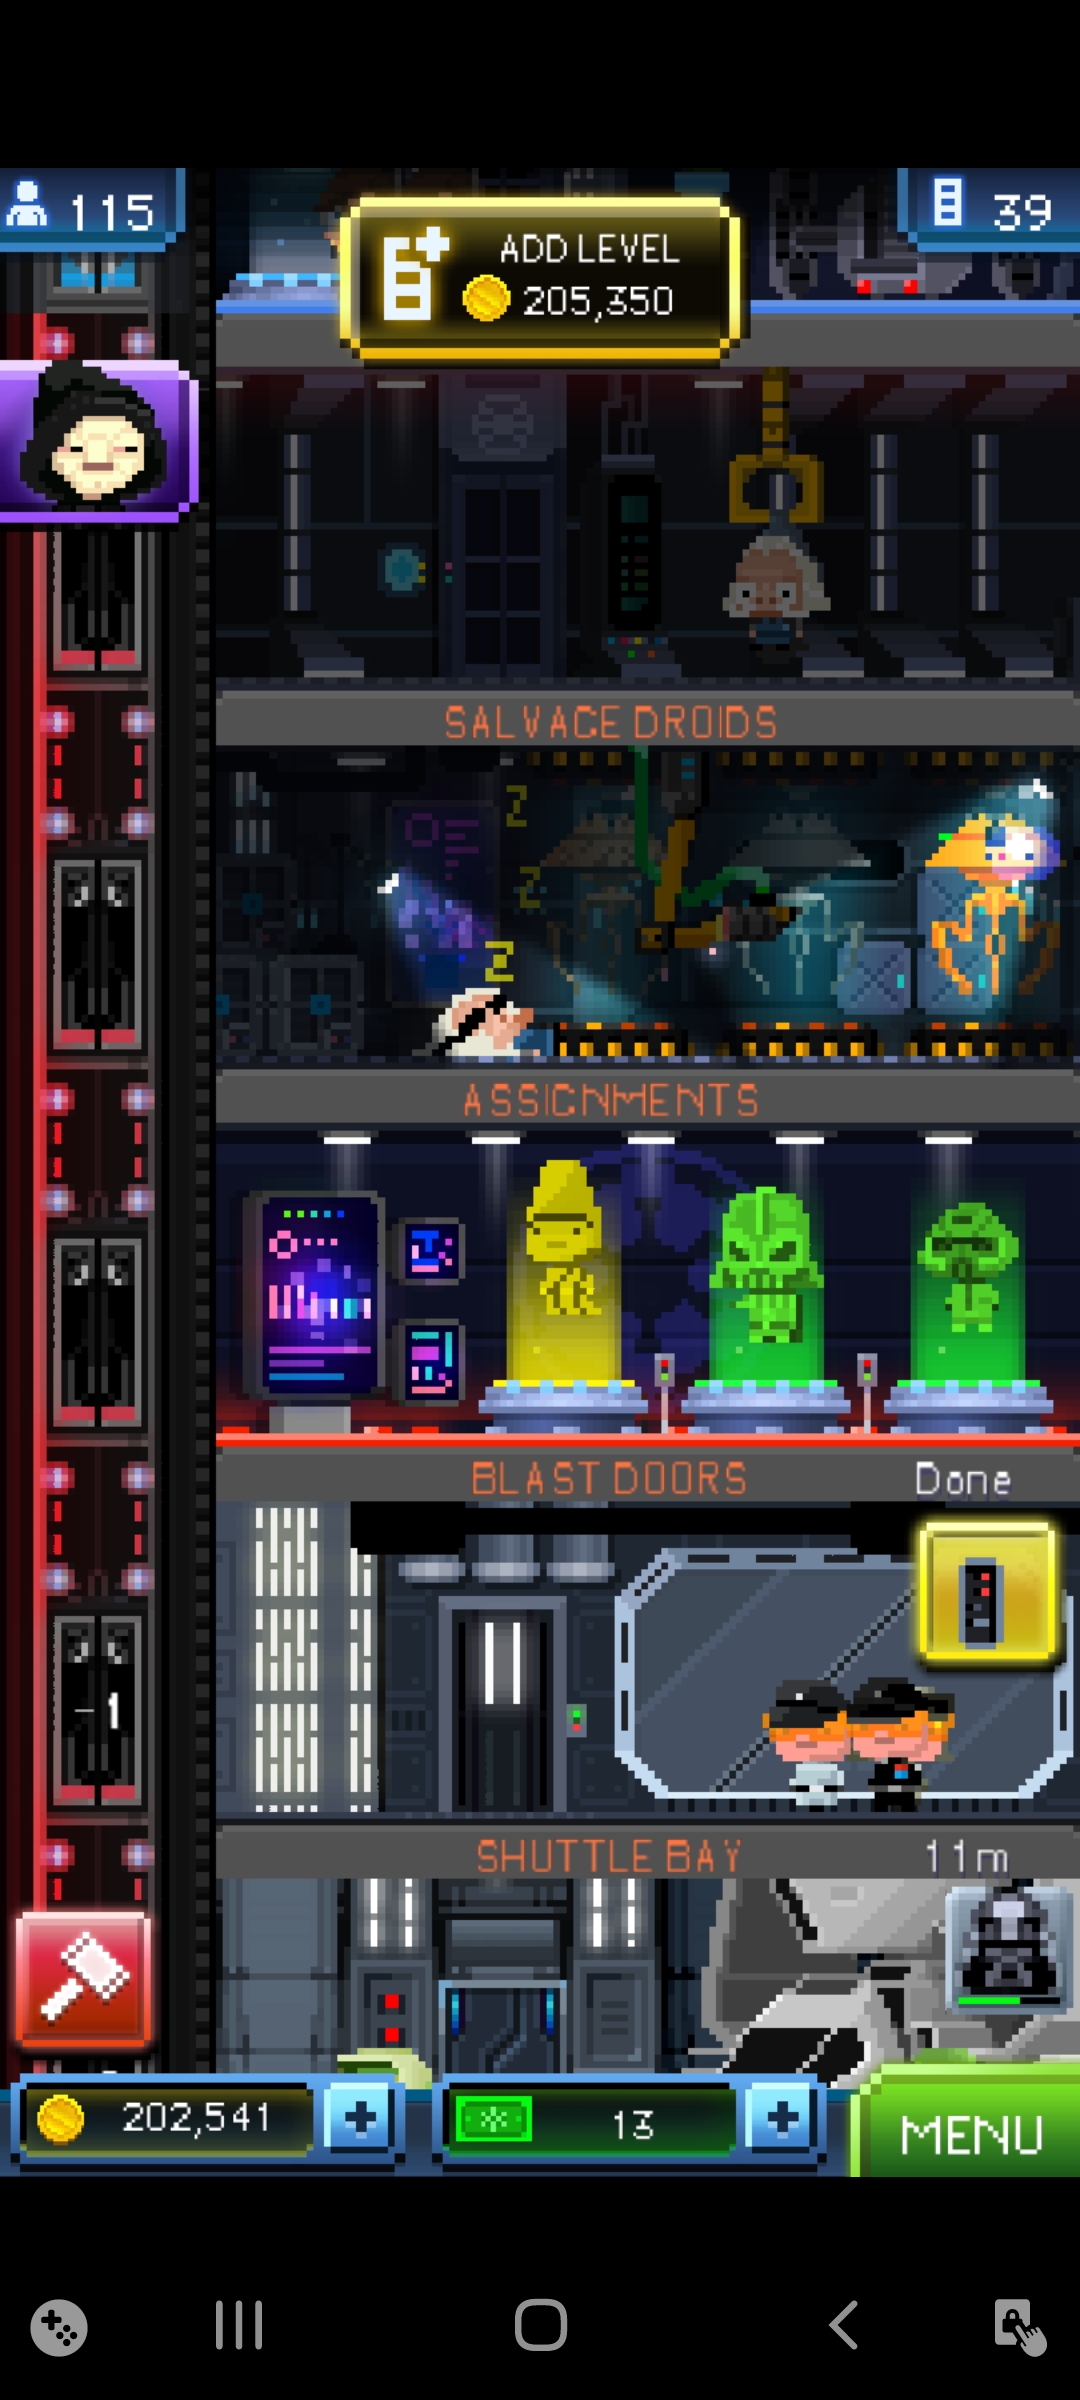 115
ADD LEVEL
205,350
39
SALVAGE DROIDS
Z
Z
Z
ASSIGNMENTS
BLAST DOORS Done
-1
SHUTTLE BAY 11m
202,541
13
MENU